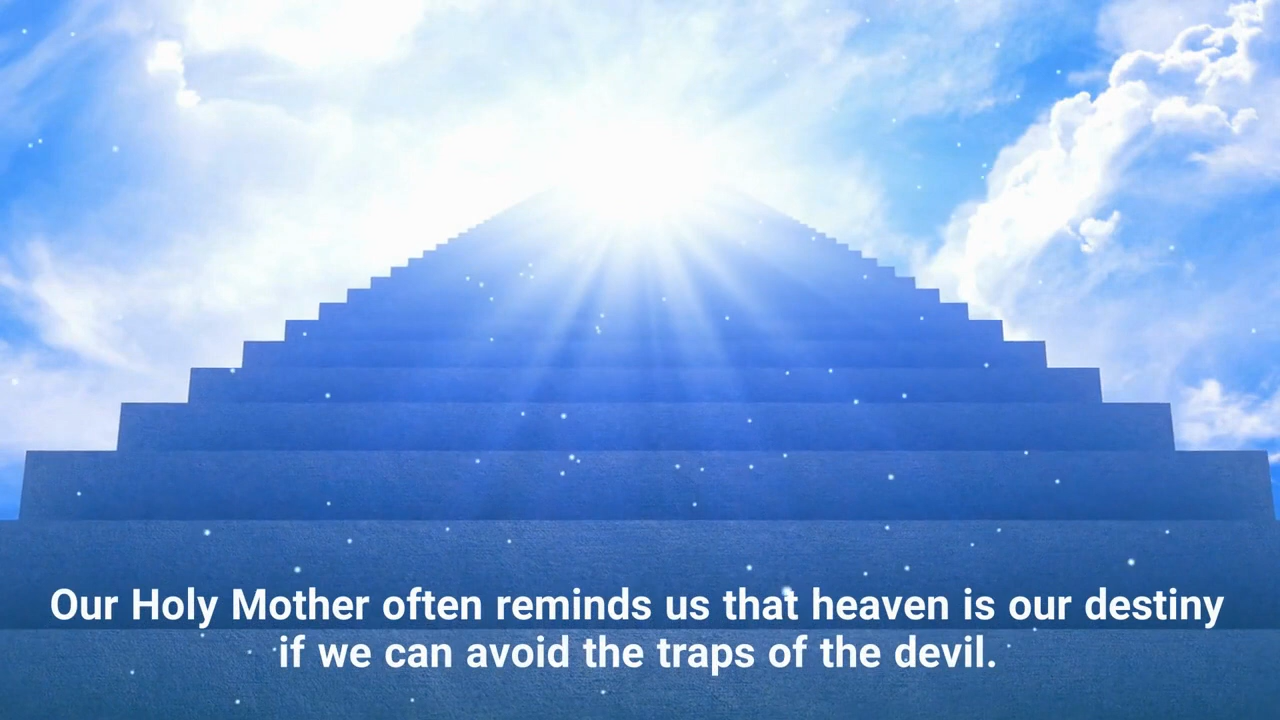 Our Holy Mother often reminds us that heaven is our destiny
if we can avoid the traps of the devil.